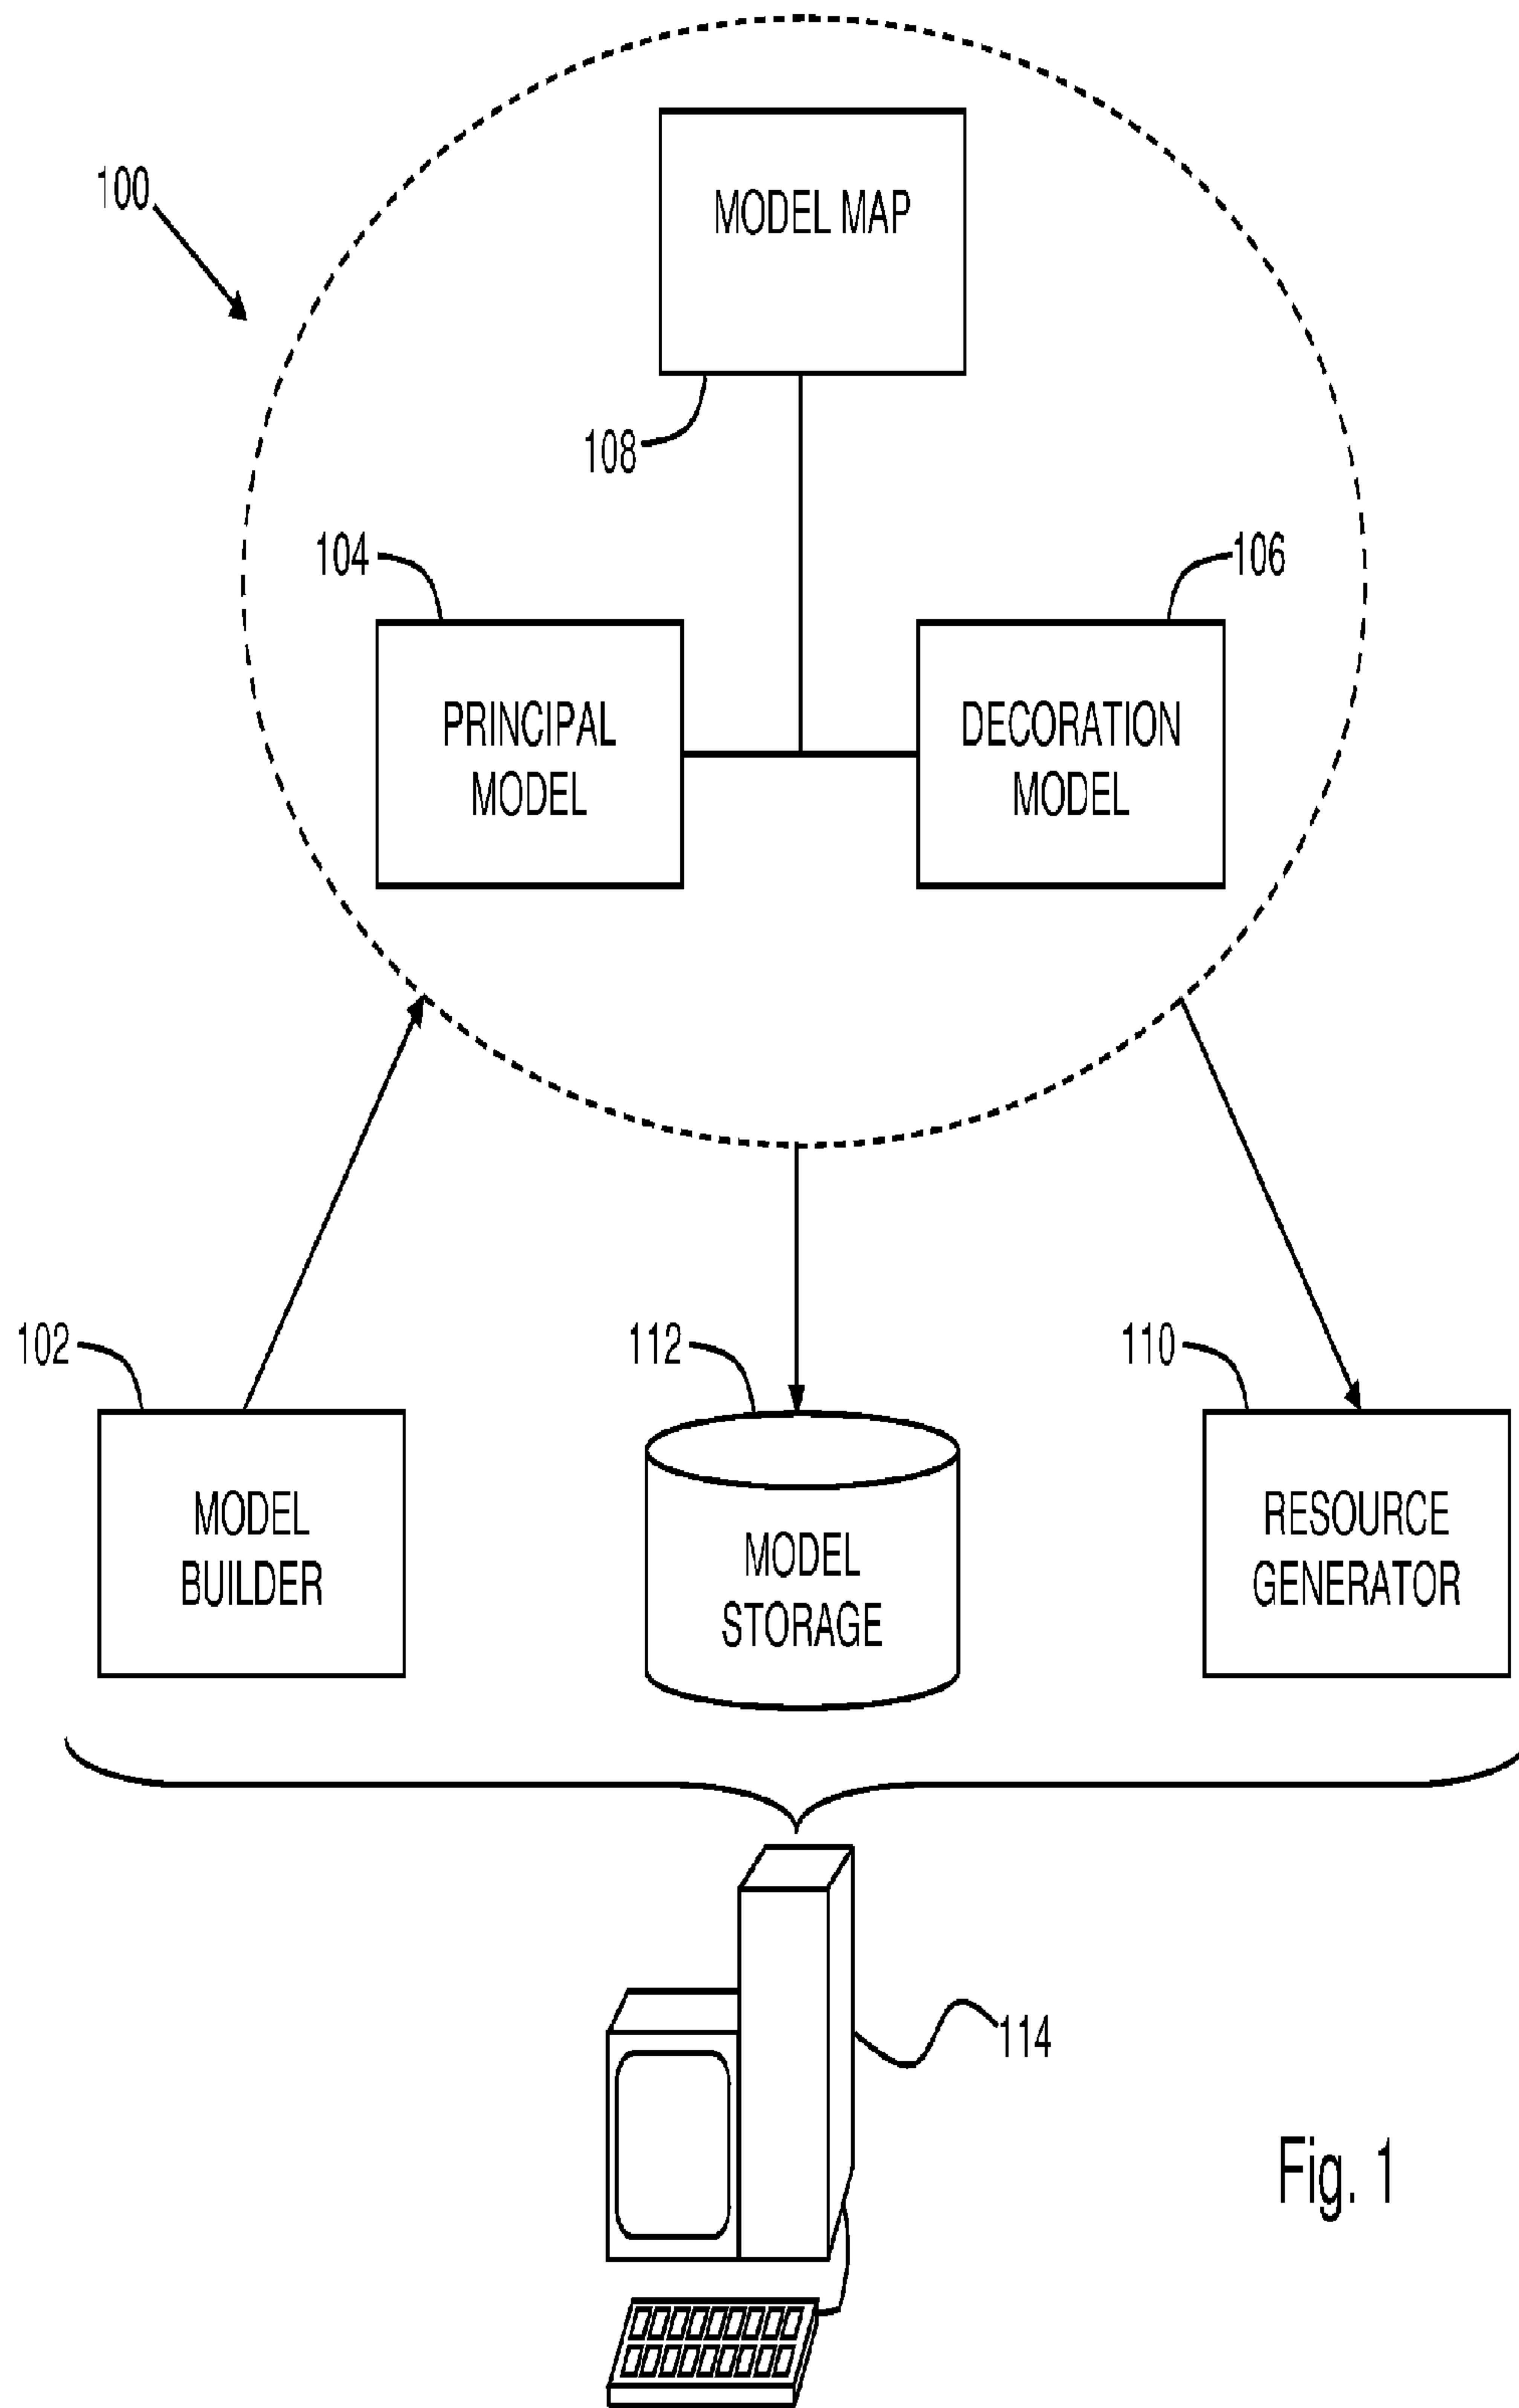 100
MODEL MAP
108
104
106
PRINCIPAL
MODEL
DECORATION
MODEL
102
112
110
MODEL
BUILDER
MODEL
STORAGE
RESOURCE
GENERATOR
114
Fig. 1